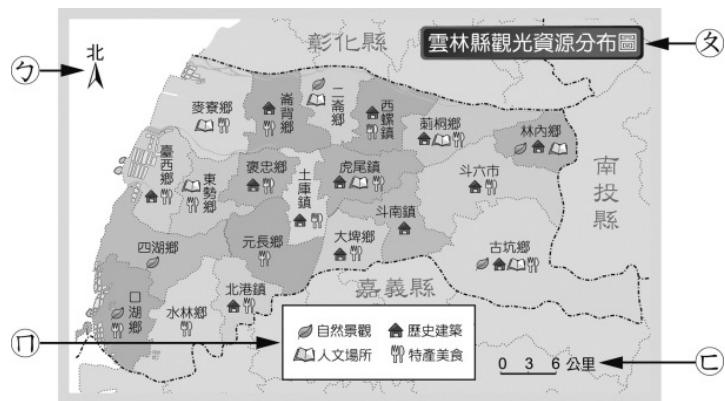 彰化縣
雲林縣觀光資源分布圖
ㄆ
ㄅ
北
麥寮鄉
崙背鄉
二崙鄉
西螺鎮
莿桐鄉
林內鄉
臺西鄉
東勢鄉
褒忠鄉
土庫鎮
虎尾鎮
斗六市
南投縣
斗南鎮
四湖鄉
元長鄉
大埤鄉
古坑鄉
口湖鄉
水林鄉
北港鎮
嘉義縣
ㄇ
自然景觀 歷史建築
人文場所 特產美食
0 3 6 公里
ㄈ